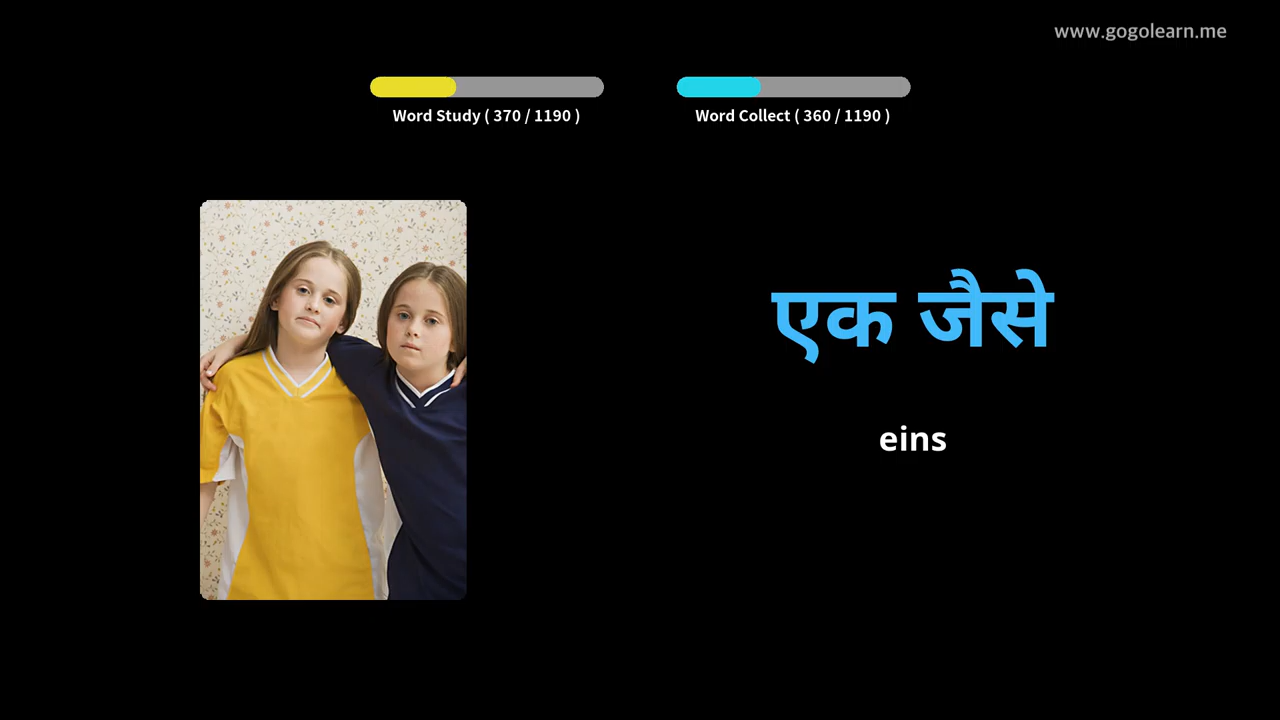 www.gogolearn.me
Word Study ( 370 / 1190 )
Word Collect ( 360 / 1190 )
एक जैसे
eins